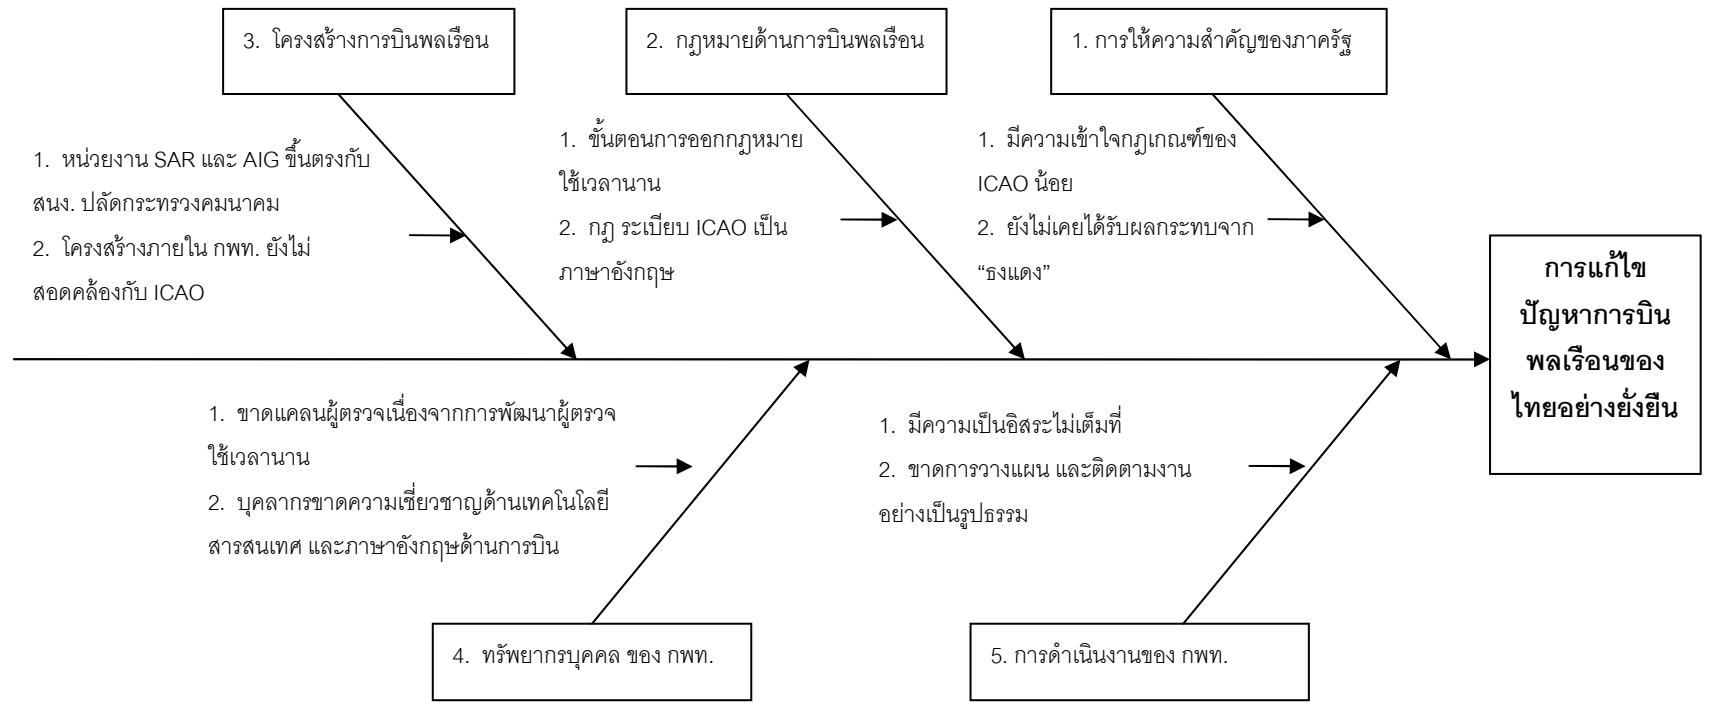 3. โครงสร้างการบินพลเรือน
2. กฎหมายด้านการบินพลเรือน
1. การให้ความสำคัญของภาครัฐ
1. หน่วยงาน SAR และ AIG ขึ้นตรงกับ
สนง. ปลัดกระทรวงคมนาคม
2. โครงสร้างภายใน กพท. ยังไม่
สอดคล้องกับ ICAO
1. ขั้นตอนการออกกฎหมาย
ใช้เวลานาน
2. กฎ ระเบียบ ICAO เป็น
ภาษาอังกฤษ
1. มีความเข้าใจกฎเกณฑ์ของ
ICAO น้อย
2. ยังไม่เคยได้รับผลกระทบจาก
“ธงแดง”
การแก้ไข
ปัญหาการบิน
พลเรือนของ
ไทยอย่างยั่งยืน
1. ขาดแคลนผู้ตรวจเนื่องจากการพัฒนาผู้ตรวจ
ใช้เวลานาน
2. บุคลากรขาดความเชี่ยวชาญด้านเทคโนโลยี
สารสนเทศ และภาษาอังกฤษด้านการบิน
1. มีความเป็นอิสระไม่เต็มที่
2. ขาดการวางแผน และติดตามงาน
อย่างเป็นรูปธรรม
4. ทรัพยากรบุคคล ของ กพท.
5. การดำเนินงานของ กพท.